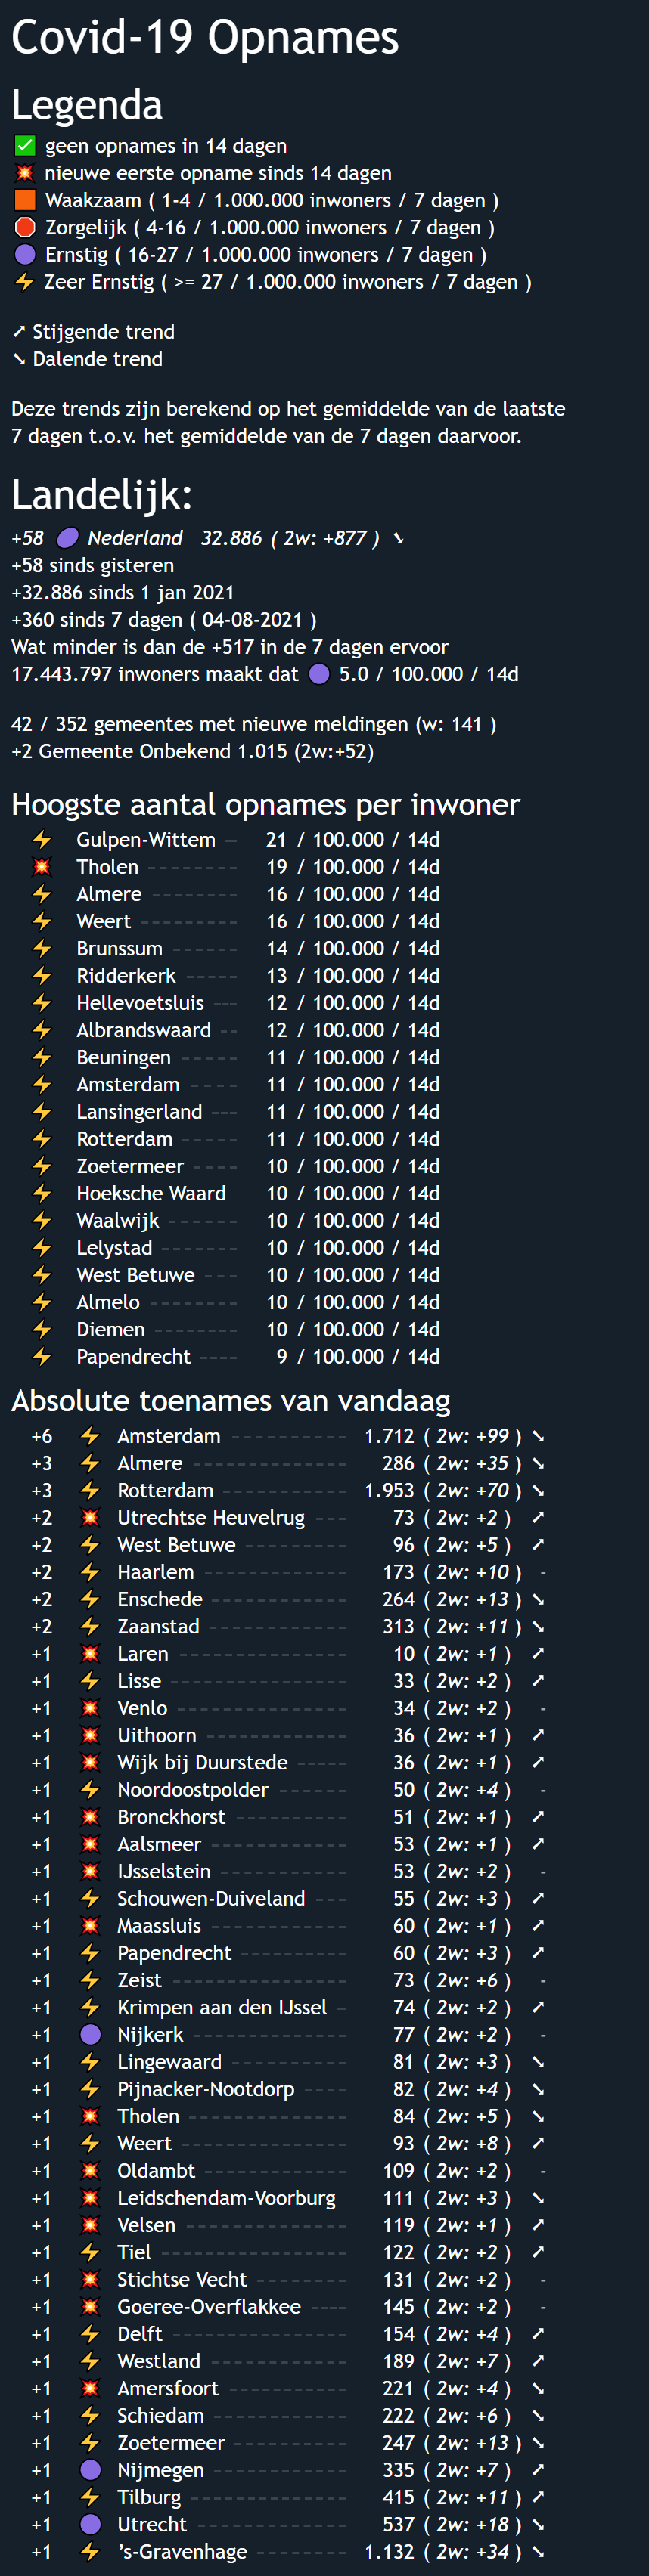 Covid-19 Opnames
Legenda
✅ geen opnames in 14 dagen
💥 nieuwe eerste opname sinds 14 dagen
🟧 Waakzaam ( 1-4 / 1.000.000 inwoners / 7 dagen )
🛑 Zorgelijk ( 4-16 / 1.000.000 inwoners / 7 dagen )
🟣 Ernstig ( 16-27 / 1.000.000 inwoners / 7 dagen )
⚡ Zeer Ernstig ( >= 27 / 1.000.000 inwoners / 7 dagen )
➚ Stijgende trend
➘ Dalende trend
Deze trends zijn berekend op het gemiddelde van de laatste
7 dagen t.o.v. het gemiddelde van de 7 dagen daarvoor.
Landelijk:
+58 🟣 Nederland 32.886 ( 2w: +877 ) ➘
+58 sinds gisteren
+32.886 sinds 1 jan 2021
+360 sinds 7 dagen ( 04-08-2021 )
Wat minder is dan de +517 in de 7 dagen ervoor
17.443.797 inwoners maakt dat 🟣 5.0 / 100.000 / 14d
42 / 352 gemeentes met nieuwe meldingen (w: 141 )
+2 Gemeente Onbekend 1.015 (2w:+52)
Hoogste aantal opnames per inwoner
⚡ Gulpen-Wittem — 21 / 100.000 / 14d
💥 Tholen -------- 19 / 100.000 / 14d
⚡ Almere -------- 16 / 100.000 / 14d
⚡ Weert --------- 16 / 100.000 / 14d
⚡ Brunssum ------ 14 / 100.000 / 14d
⚡ Ridderkerk ----- 13 / 100.000 / 14d
⚡ Hellevoetsluis --- 12 / 100.000 / 14d
⚡ Albrandswaard -- 12 / 100.000 / 14d
⚡ Beuningen ----- 11 / 100.000 / 14d
⚡ Amsterdam ---- 11 / 100.000 / 14d
⚡ Lansingerland --- 11 / 100.000 / 14d
⚡ Rotterdam ----- 11 / 100.000 / 14d
⚡ Zoetermeer ---- 10 / 100.000 / 14d
⚡ Hoeksche Waard 10 / 100.000 / 14d
⚡ Waalwijk ------ 10 / 100.000 / 14d
⚡ Lelystad ------- 10 / 100.000 / 14d
⚡ West Betuwe --- 10 / 100.000 / 14d
⚡ Almelo -------- 10 / 100.000 / 14d
⚡ Diemen -------- 10 / 100.000 / 14d
⚡ Papendrecht ---- 9 / 100.000 / 14d
Absolute toenames van vandaag
+6 ⚡ Amsterdam ---------- 1.712 ( 2w: +99 ) ➘
+3 ⚡ Almere ------------- 286 ( 2w: +35 ) ➘
+3 ⚡ Rotterdam ----------- 1.953 ( 2w: +70 ) ➘
+2 💥 Utrechtse Heuvelrug --- 73 ( 2w: +2 ) ➚
+2 ⚡ West Betuwe --------- 96 ( 2w: +5 ) ➚
+2 ⚡ Haarlem ------------ 173 ( 2w: +10 ) -
+2 ⚡ Enschede ----------- 264 ( 2w: +13 ) ➘
+2 ⚡ Zaanstad ------------ 313 ( 2w: +11 ) ➘
+1 💥 Laren -------------- 10 ( 2w: +1 ) ➚
+1 ⚡ Lisse --------------- 33 ( 2w: +2 ) ➚
+1 💥 Venlo -------------- 34 ( 2w: +2 ) -
+1 💥 Uithoorn ------------ 36 ( 2w: +1 ) ➚
+1 💥 Wijk bij Duurstede ----- 36 ( 2w: +1 ) ➚
+1 ⚡ Noordoostpolder ------ 50 ( 2w: +4 ) -
+1 💥 Bronckhorst ---------- 51 ( 2w: +1 ) ➚
+1 💥 Aalsmeer ------------ 53 ( 2w: +1 ) ➚
+1 💥 IJsselstein ----------- 53 ( 2w: +2 ) -
+1 ⚡ Schouwen-Duiveland --- 55 ( 2w: +3 ) ➚
+1 💥 Maassluis ------------ 60 ( 2w: +1 ) ➚
+1 ⚡ Papendrecht --------- 60 ( 2w: +3 ) ➚
+1 ⚡ Zeist --------------- 73 ( 2w: +6 ) -
+1 ⚡ Krimpen aan den IJssel – 74 ( 2w: +2 ) ➚
+1 🟣 Nijkerk ------------- 77 ( 2w: +2 ) -
+1 ⚡ Lingewaard ---------- 81 ( 2w: +3 ) ➘
+1 ⚡ Pijnacker-Nootdorp ---- 82 ( 2w: +4 ) ➘
+1 💥 Tholen ------------- 84 ( 2w: +5 ) ➘
+1 ⚡ Weert -------------- 93 ( 2w: +8 ) ➚
+1 💥 Oldambt ------------ 109 ( 2w: +2 ) -
+1 💥 Leidschendam-Voorburg 111 ( 2w: +3 ) ➘
+1 💥 Velsen ------------- 119 ( 2w: +1 ) ➚
+1 ⚡ Tiel ---------------- 122 ( 2w: +2 ) ➚
+1 💥 Stichtse Vecht -------- 131 ( 2w: +2 ) -
+1 💥 Goeree-Overflakkee ---- 145 ( 2w: +2 ) -
+1 ⚡ Delft --------------- 154 ( 2w: +4 ) ➚
+1 ⚡ Westland ------------ 189 ( 2w: +7 ) ➚
+1 💥 Amersfoort ----------- 221 ( 2w: +4 ) ➘
+1 ⚡ Schiedam ------------ 222 ( 2w: +6 ) ➘
+1 ⚡ Zoetermeer ---------- 247 ( 2w: +13 ) ➘
+1 🟣 Nijmegen ------------ 335 ( 2w: +7 ) ➚
+1 ⚡ Tilburg ------------- 415 ( 2w: +11 ) ➚
+1 🟣 Utrecht ------------- 537 ( 2w: +18 ) ➘
+1 ⚡ ’s-Gravenhage -------- 1.132 ( 2w: +34 ) ➘